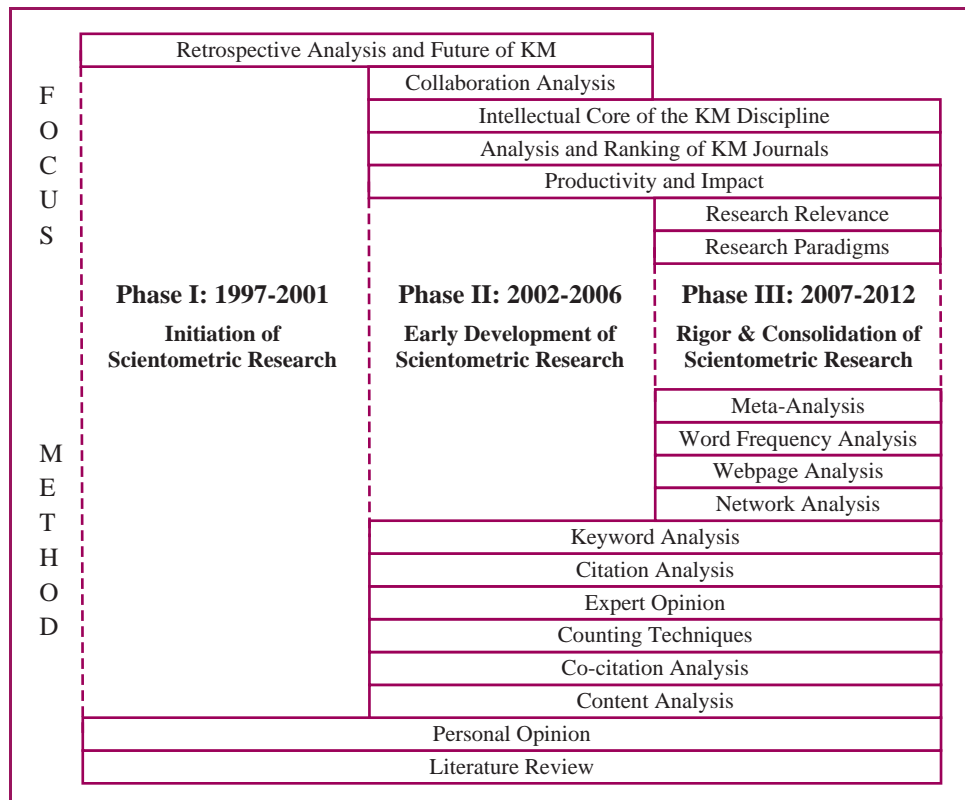 Retrospective Analysis and Future of KM
Collaboration Analysis
Intellectual Core of the KM Discipline
Analysis and Ranking of KM Journals
Productivity and Impact
Research Relevance
Research Paradigms
F
O
C
U
S
Phase I: 1997-2001
Initiation of
Scientometric Research
Phase II: 2002-2006
Early Development of
Scientometric Research
Phase III: 2007-2012
Rigor & Consolidation of
Scientometric Research
M
E
T
H
O
D
Meta-Analysis
Word Frequency Analysis
Webpage Analysis
Network Analysis
Keyword Analysis
Citation Analysis
Expert Opinion
Counting Techniques
Co-citation Analysis
Content Analysis
Personal Opinion
Literature Review